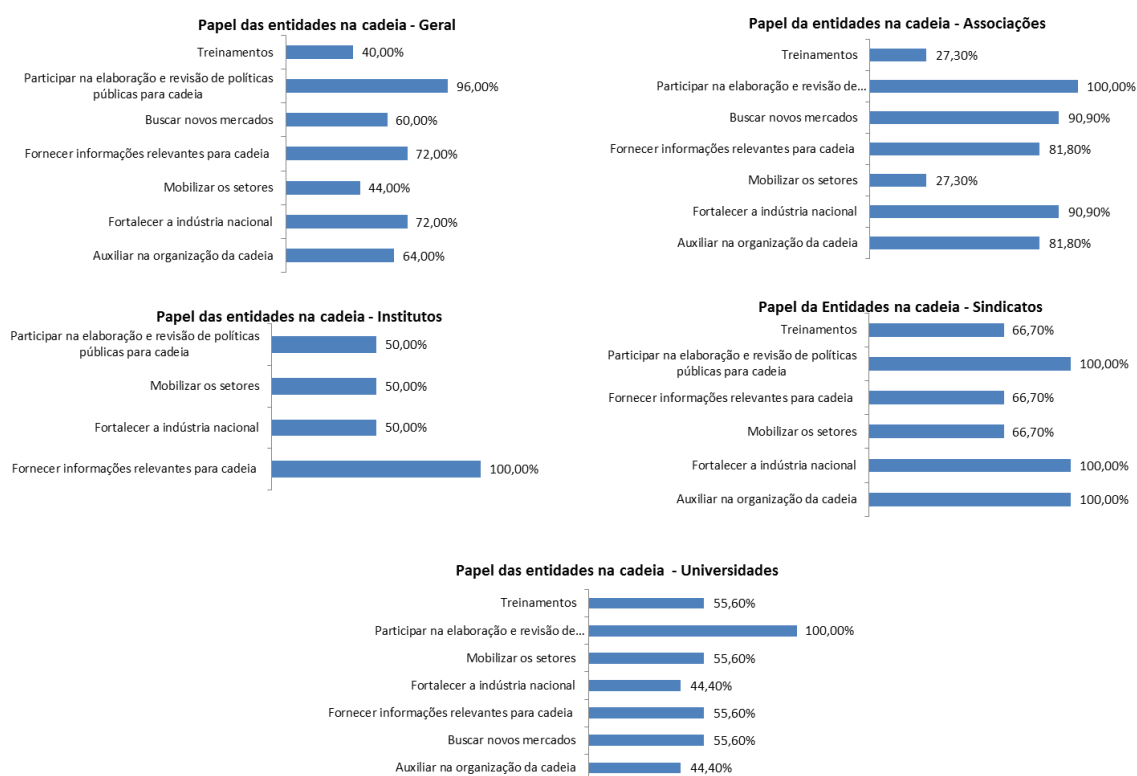 Papel das entidades na cadeia - Geral
Treinamentos
40,00%
Participar na elaboração e revisão de políticas
públicas para cadeia
96,00%
Buscar novos mercados
60,00%
Fornecer informações relevantes para cadeia
72,00%
Mobilizar os setores
44,00%
Fortalecer a indústria nacional
72,00%
Auxiliar na organização da cadeia
64,00%
Papel da entidades na cadeia - Associações
Treinamentos
27,30%
Participar na elaboração e revisão de...
100,00%
Buscar novos mercados
90,90%
Fornecer informações relevantes para cadeia
81,80%
Mobilizar os setores
27,30%
Fortalecer a indústria nacional
90,90%
Auxiliar na organização da cadeia
81,80%
Papel das entidades na cadeia - Institutos
Participar na elaboração e revisão de políticas
públicas para cadeia
50,00%
Mobilizar os setores
50,00%
Fortalecer a indústria nacional
50,00%
Fornecer informações relevantes para cadeia
100,00%
Papel da Entidades na cadeia - Sindicatos
Treinamentos
66,70%
Participar na elaboração e revisão de políticas
públicas para cadeia
100,00%
Fornecer informações relevantes para cadeia
66,70%
Mobilizar os setores
66,70%
Fortalecer a indústria nacional
100,00%
Auxiliar na organização da cadeia
100,00%
Papel das entidades na cadeia - Universidades
Treinamentos
55,60%
Participar na elaboração e revisão de...
100,00%
Mobilizar os setores
55,60%
Fortalecer a indústria nacional
44,40%
Fornecer informações relevantes para cadeia
55,60%
Buscar novos mercados
55,60%
Auxiliar na organização da cadeia
44,40%